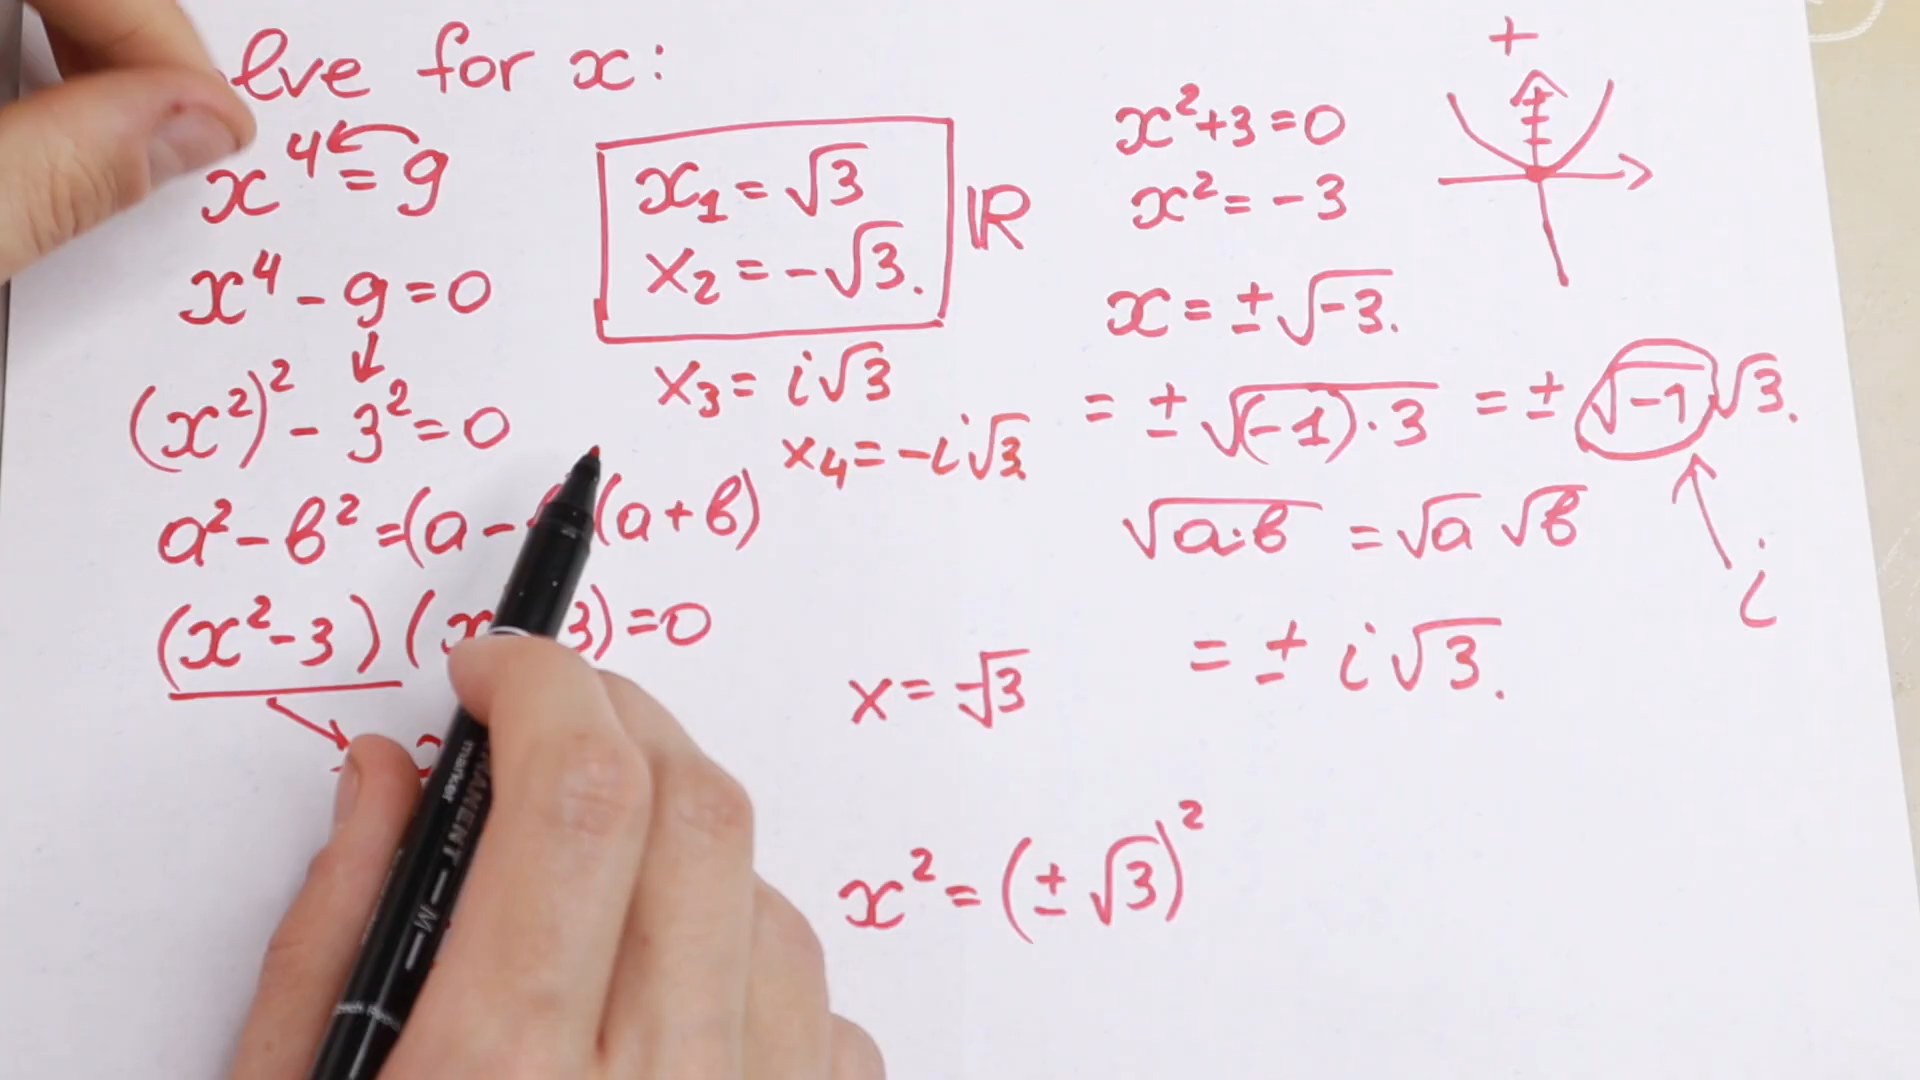 lve for x:
x⁴ = 9
x⁴ - 9 = 0
(x²)² - 3² = 0
a² - b² = (a - (a + b)
(x² - 3) (x 3) = 0
x₁ = √3
x₂ = -√3.
ℝ
x₃ = i√3
x₄ = -i√3
x = -√3
x² = (± √3)²
x² + 3 = 0
x² = -3
x = ± √-3.
= ± √(-1)·3 = ± √-1 √3.
√a·b = √a √b
i
= ± i √3.
+
marker
PERMANENT
M